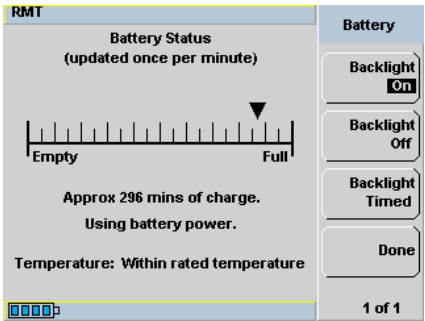 RMT
Battery Status
(updated once per minute)
Empty
Full
Approx 296 mins of charge.
Using battery power.
Temperature: Within rated temperature
Battery
Backlight
On
Backlight
Off
Backlight
Timed
Done
1 of 1